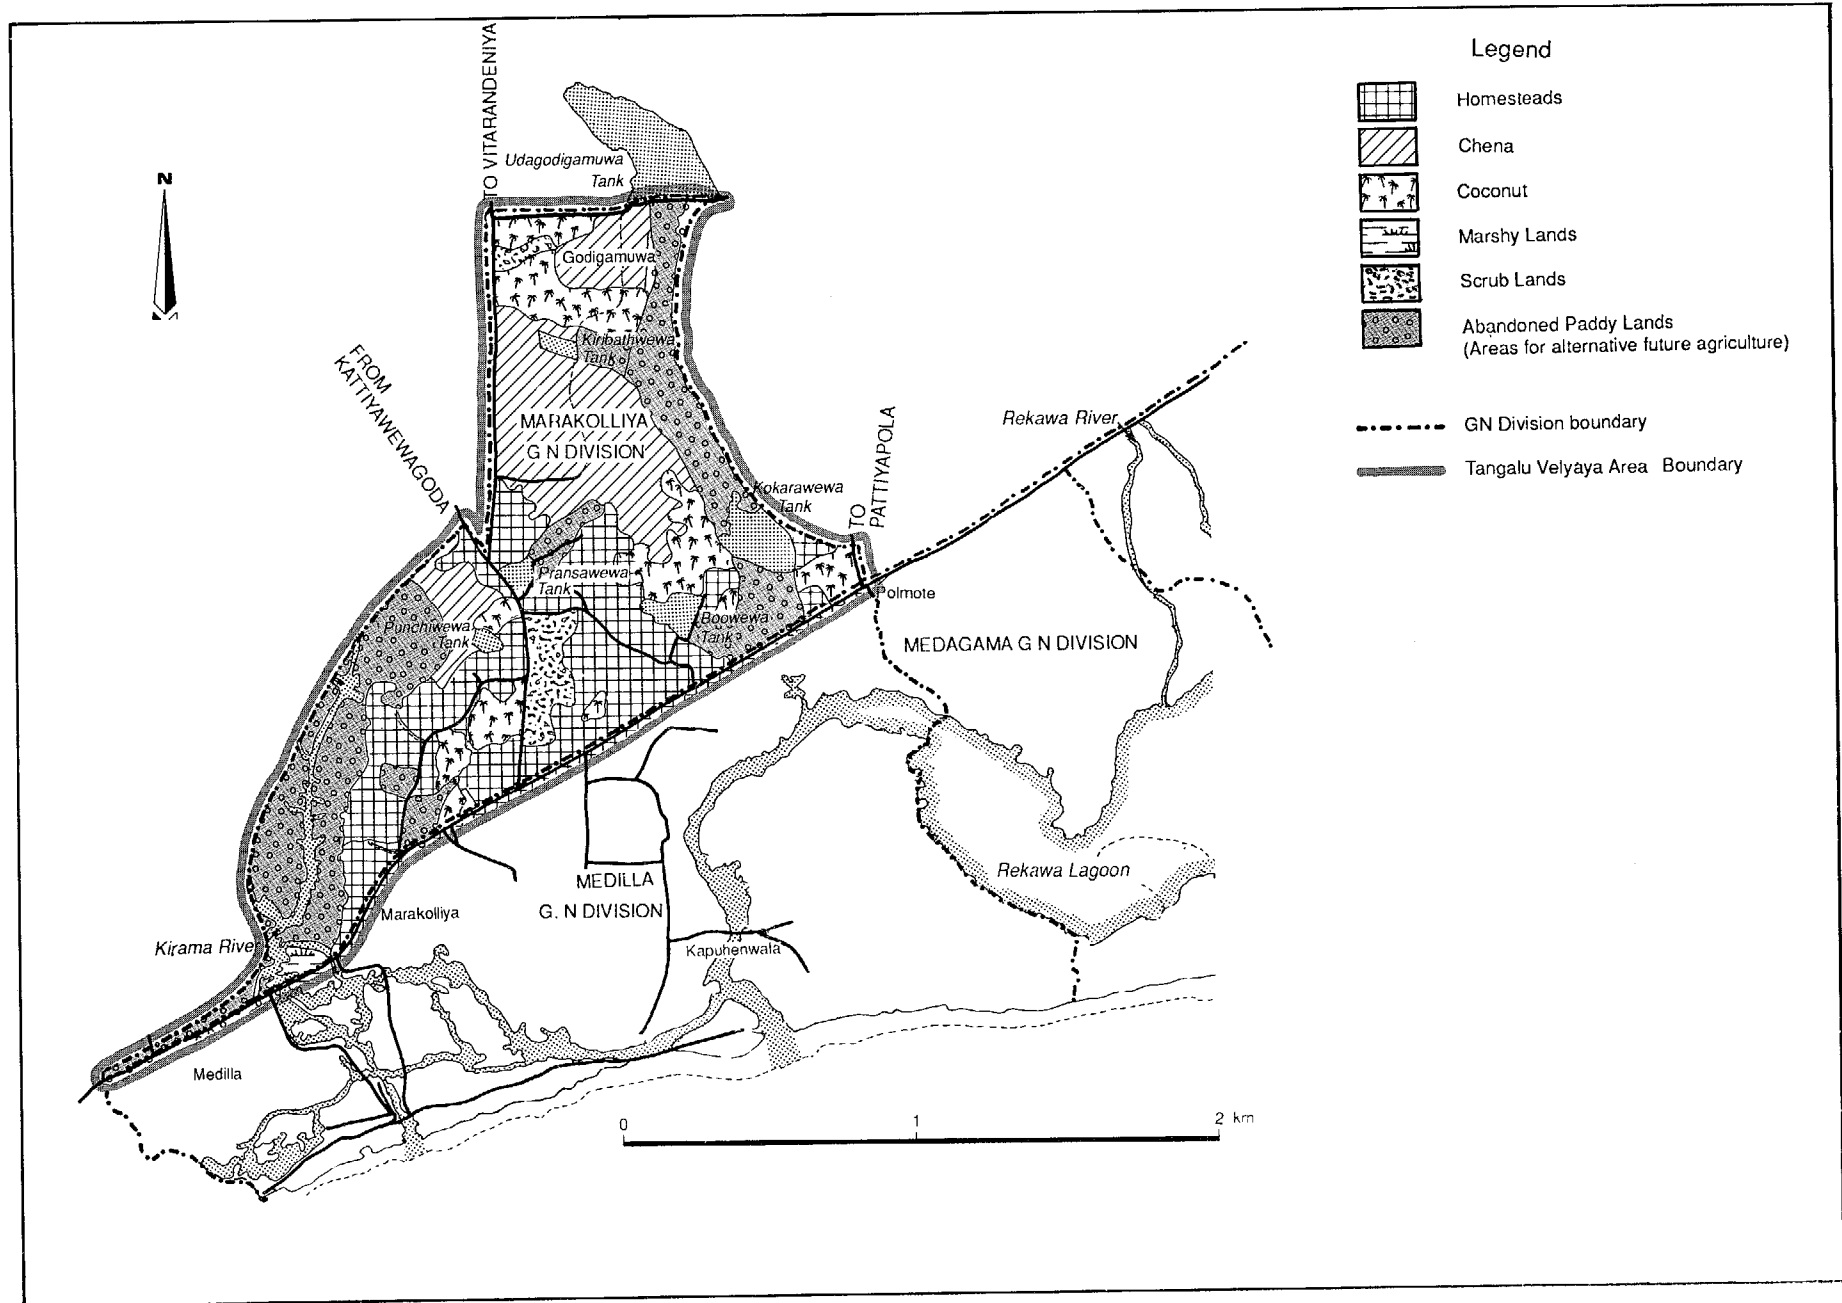 Legend
Homesteads
Chena
Coconut
Marshy Lands
Scrub Lands
Abandoned Paddy Lands
(Areas for alternative future agriculture)
GN Division boundary
Tangalu Velyaya Area Boundary
N
TO VITARANDENIYA
Udagodigamuwa
Tank
Godigamuwa
Kiribathwewa
Tank
FROM
KATTIYAWEWAGODA
MARAKOLLIYA
G N DIVISION
Kokarawewa
Tank
TO
PATTIYAPOLA
Rekawa River
Pransawewa
Tank
Polmote
Punchiwewa
Tank
Boowewa
Tank
MEDAGAMA G N DIVISION
Rekawa Lagoon
MEDILLA
G. N DIVISION
Marakolliya
Kirama River
Kapuhenwala
Medilla
0 1 2 km